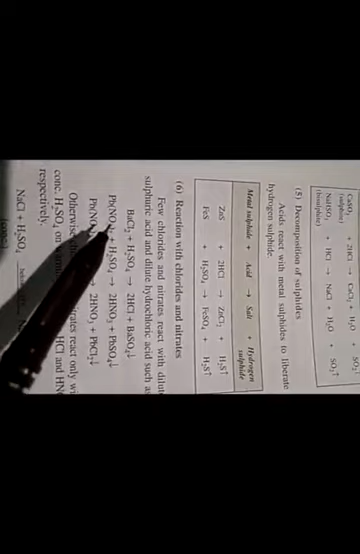 CaSO₃ + 2HCl → CaCl₂ + H₂O + SO₂↑
(sulphite)
NaHSO₃ + HCl → NaCl + H₂O + SO₂↑
(bisulphite)
(5) Decomposition of sulphides
Acids react with metal sulphides to liberate
hydrogen sulphide.
Metal sulphide + Acid → Salt + Hydrogen sulphide
ZnS + 2HCl → ZnCl₂ + H₂S↑
FeS + H₂SO₄ → FeSO₄ + H₂S↑
(6) Reaction with chlorides and nitrates
Few chlorides and nitrates react with dilute
sulphuric acid and dilute hydrochloric acid such as
BaCl₂ + H₂SO₄ → 2HCl + BaSO₄↓
Pb(NO₃)₂ + H₂SO₄ → 2HNO₃ + PbSO₄↓
Pb(NO₃ → 2HNO₃ + PbCl₂↓
Otherwise, nitrates react only wi
conc. H₂SO₄ on HCl and HN
respectively.
NaCl + H₂SO₄
(conc.)